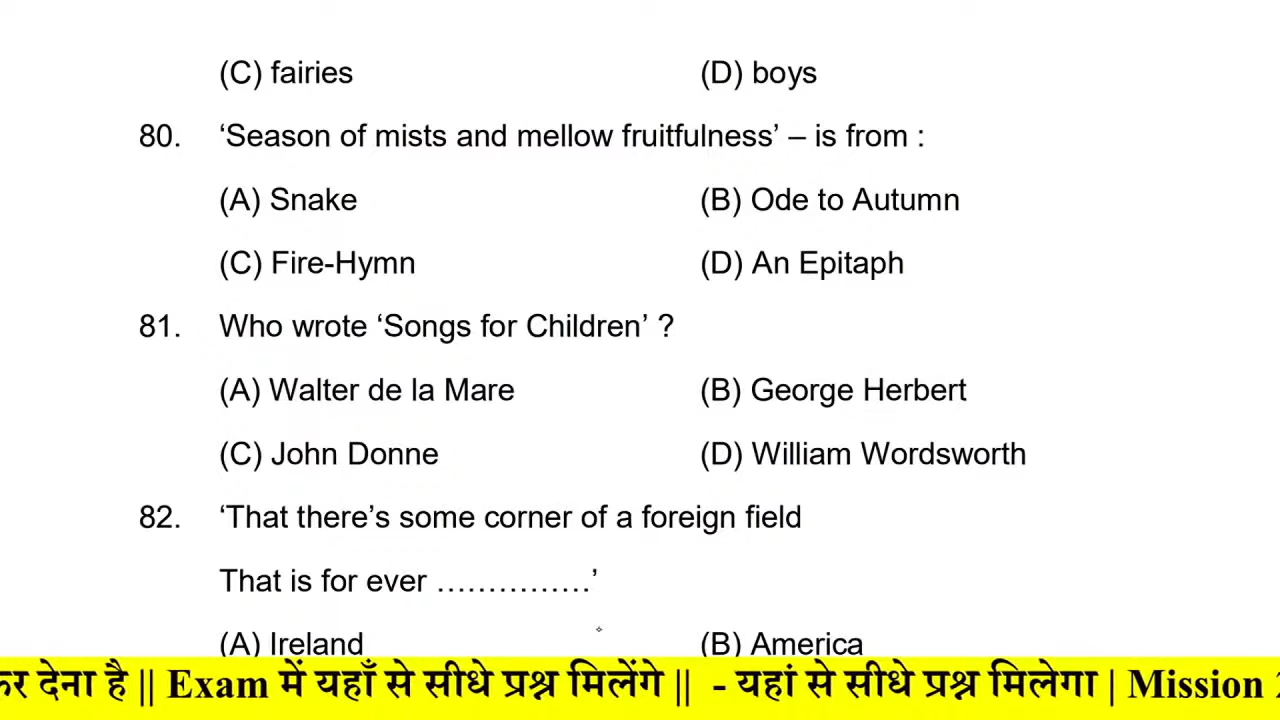 (C) fairies (D) boys
80. ‘Season of mists and mellow fruitfulness’ – is from :
(A) Snake (B) Ode to Autumn
(C) Fire-Hymn (D) An Epitaph
81. Who wrote ‘Songs for Children’ ?
(A) Walter de la Mare (B) George Herbert
(C) John Donne (D) William Wordsworth
82. ‘That there’s some corner of a foreign field
That is for ever ……………’
(A) Ireland (B) America
देना है || Exam में यहाँ से सीधे प्रश्न मिलेंगे || - यहां से सीधे प्रश्न मिलेगा | Mission